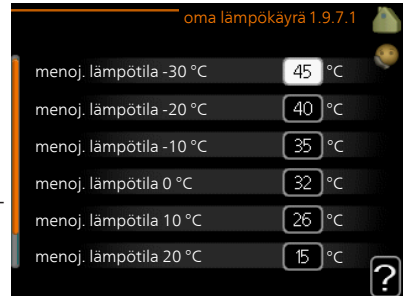 oma lämpökäyrä 1.9.7.1
menoj. lämpötila -30 °C 45 °C
menoj. lämpötila -20 °C 40 °C
menoj. lämpötila -10 °C 35 °C
menoj. lämpötila 0 °C 32 °C
menoj. lämpötila 10 °C 26 °C
menoj. lämpötila 20 °C 15 °C
?